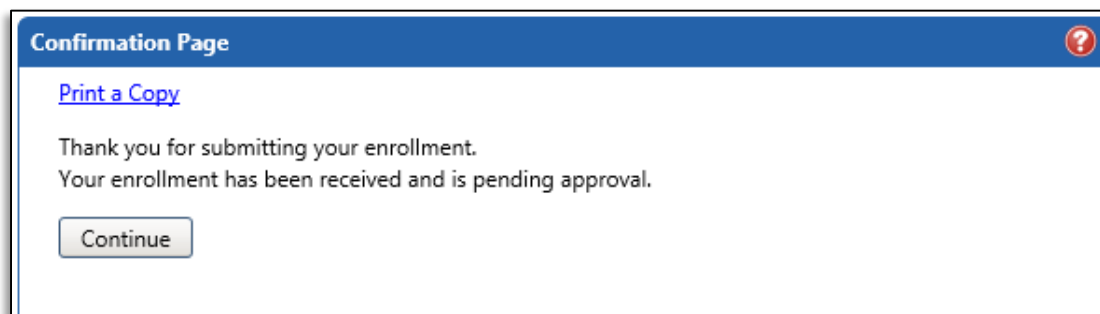 Confirmation Page
?
Print a Copy
Thank you for submitting your enrollment.
Your enrollment has been received and is pending approval.
Continue